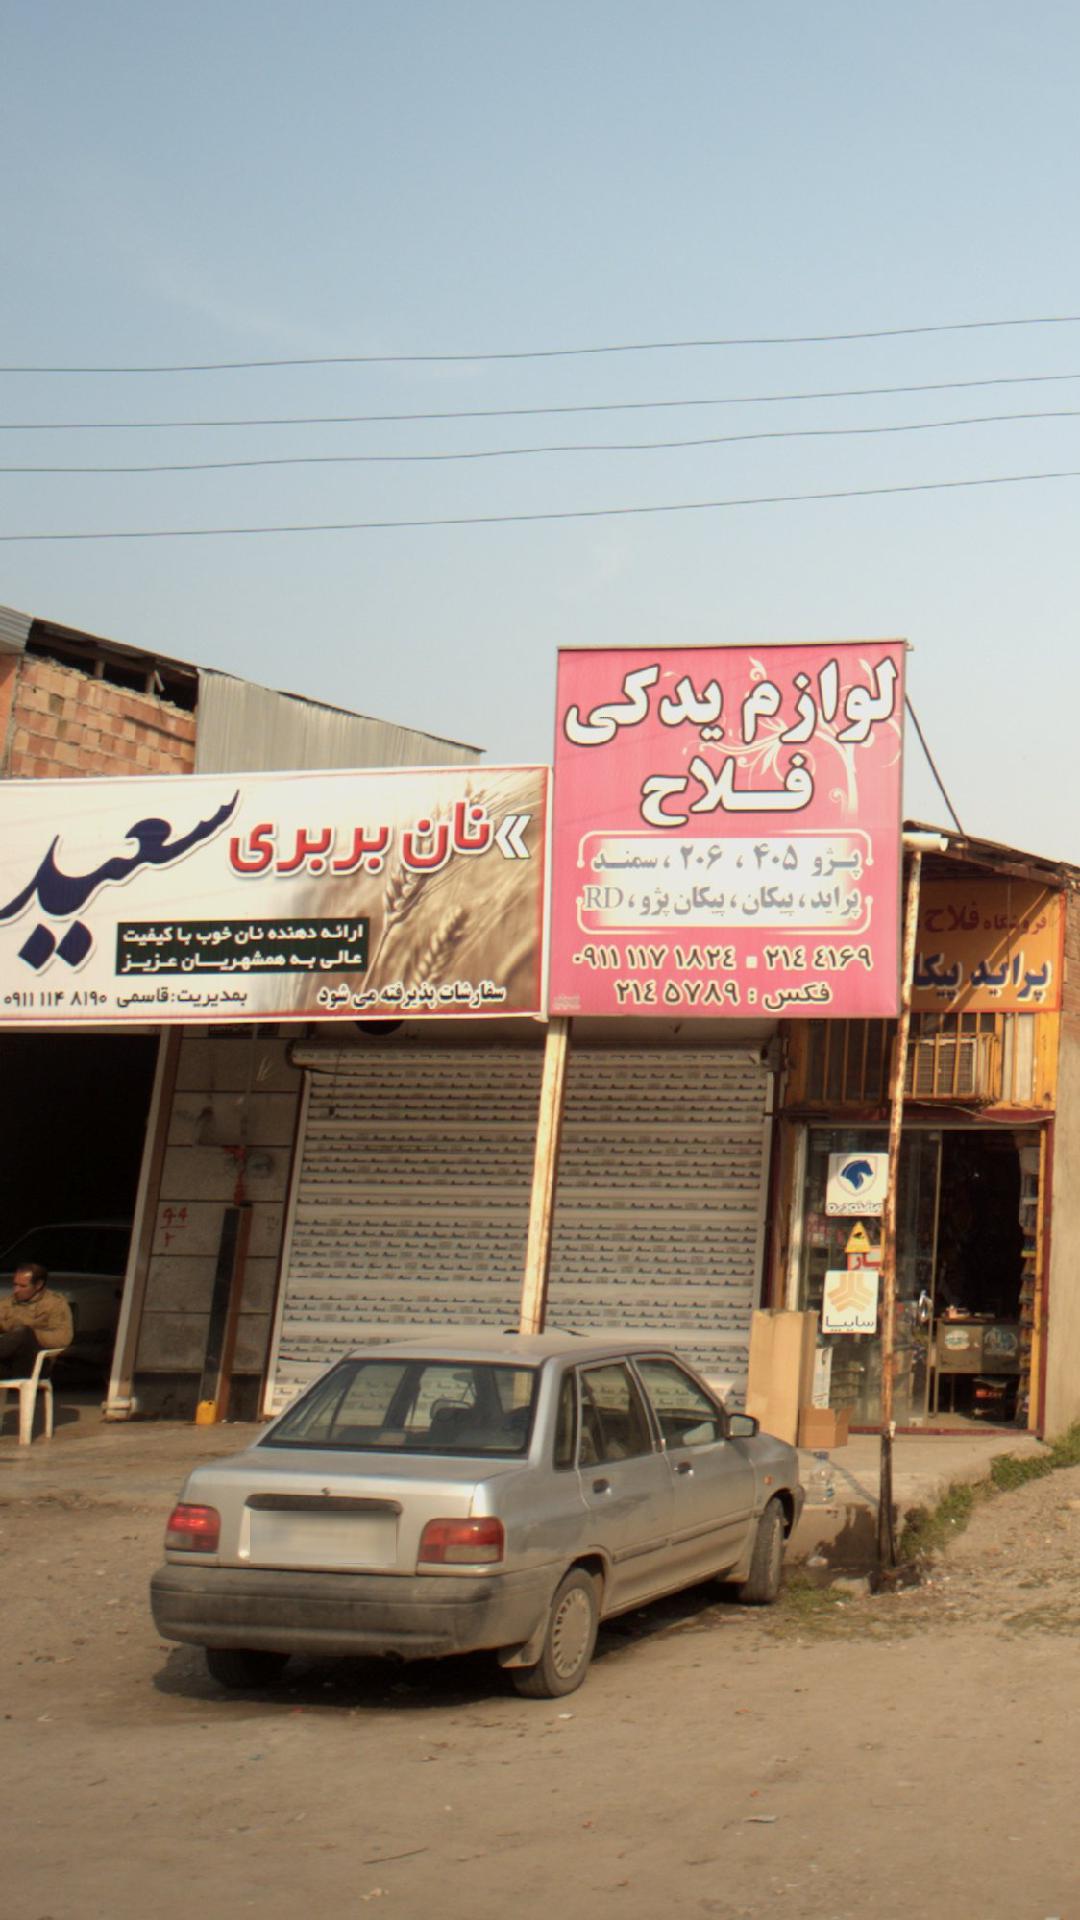 لوازم یدکی
فلاح
پژو ۴۰۵ ، ۲۰۶ ، سمند
پراید ، پیکان ، پیکان پژو ، RD
۰۹۱۱ ۱۱۷ ۱۸۲۴ ▪ ۲۱۴ ۴۱۶۹
فکس : ۲۱۴ ۵۷۸۹
« نان بربری سعید
ارائه دهنده نان خوب با کیفیت
عالی به همشهریان عزیز
سفارشات پذیرفته می شود
بمدیریت: قاسمی ۰۹۱۱ ۱۱۴ ۸۱۹۰
فروشگاه فلاح
پراید پیکا
سایپا